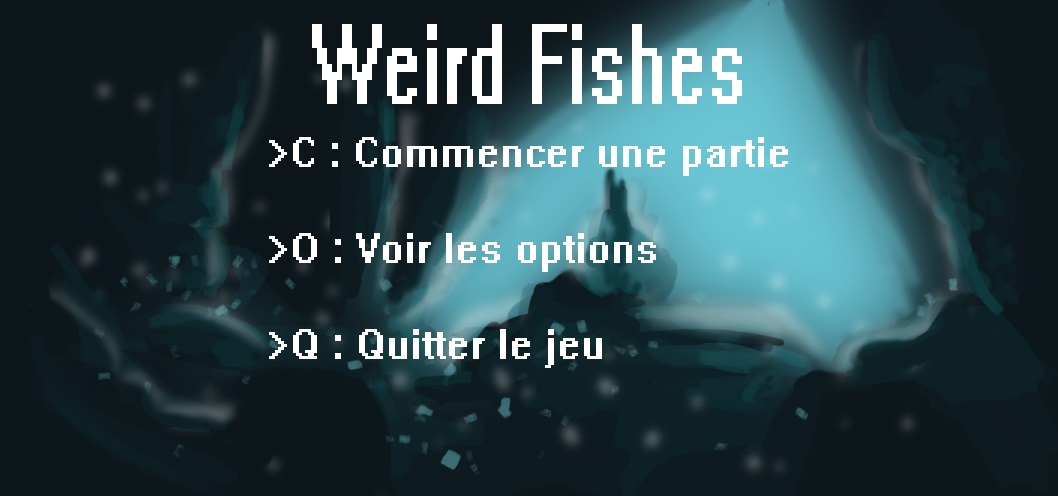 Weird Fishes
>C : Commencer une partie
>O : Voir les options
>Q : Quitter le jeu